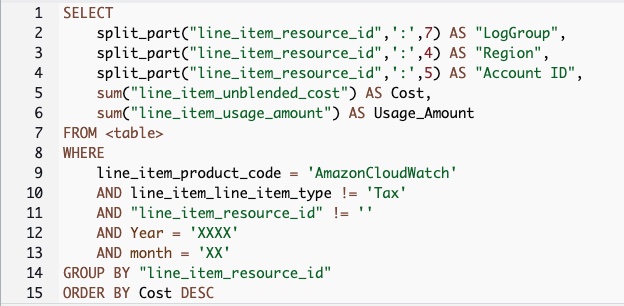 1 SELECT
2 split_part("line_item_resource_id",':',7) AS "LogGroup",
3 split_part("line_item_resource_id",':',4) AS "Region",
4 split_part("line_item_resource_id",':',5) AS "Account ID",
5 sum("line_item_unblended_cost") AS Cost,
6 sum("line_item_usage_amount") AS Usage_Amount
7 FROM <table>
8 WHERE
9 line_item_product_code = 'AmazonCloudWatch'
10 AND line_item_line_item_type != 'Tax'
11 AND "line_item_resource_id" != ''
12 AND Year = 'XXXX'
13 AND month = 'XX'
14 GROUP BY "line_item_resource_id"
15 ORDER BY Cost DESC